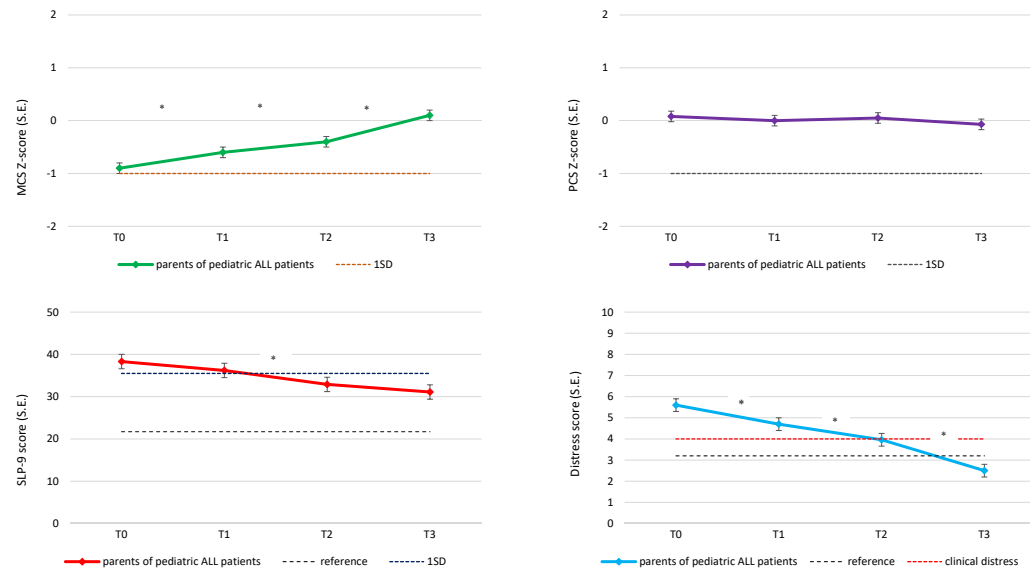 2
1
0
-1
-2
MCS Z-score (S.E.)
* * *
T0 T1 T2 T3
parents of pediatric ALL patients 1SD
2
1
0
-1
-2
PCS Z-score (S.E.)
T0 T1 T2 T3
parents of pediatric ALL patients 1SD
50
40
30
20
10
0
SLP-9 score (S.E.)
*
T0 T1 T2 T3
parents of pediatric ALL patients reference 1SD
10
9
8
7
6
5
4
3
2
1
0
Distress score (S.E.)
* * *
T0 T1 T2 T3
parents of pediatric ALL patients reference clinical distress